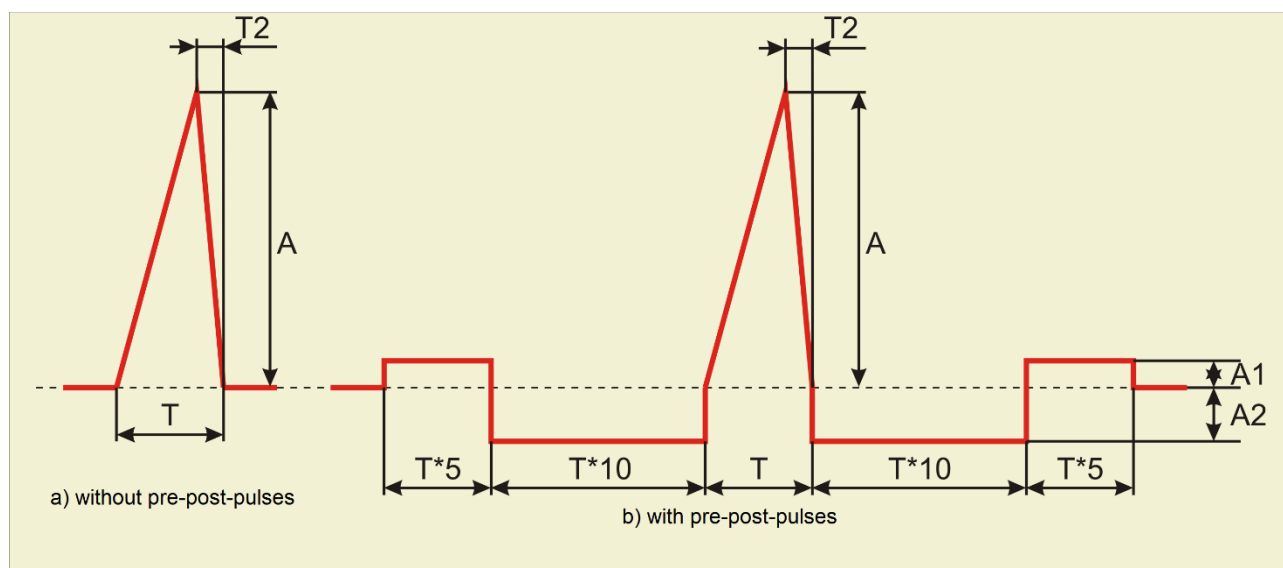 T2
T2
A
A
A1
A2
T
T*5
T*10
T
T*10
T*5
a) without pre-post-pulses
b) with pre-post-pulses